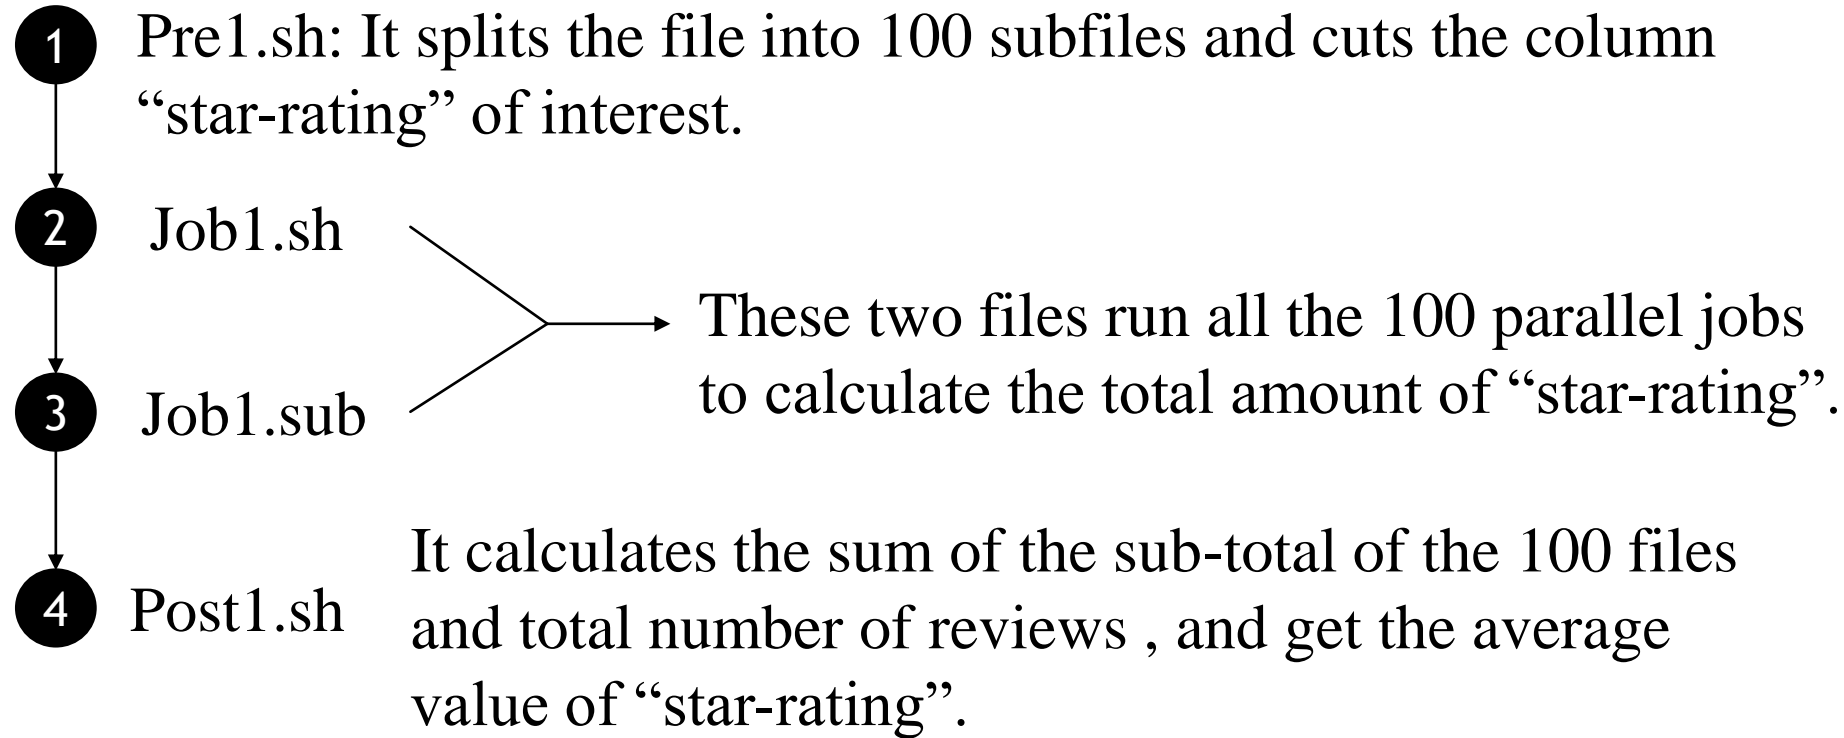 1 Pre1.sh: It splits the file into 100 subfiles and cuts the column
“star-rating” of interest.
2 Job1.sh
These two files run all the 100 parallel jobs
to calculate the total amount of “star-rating”.
3 Job1.sub
4 Post1.sh
It calculates the sum of the sub-total of the 100 files
and total number of reviews , and get the average
value of “star-rating”.